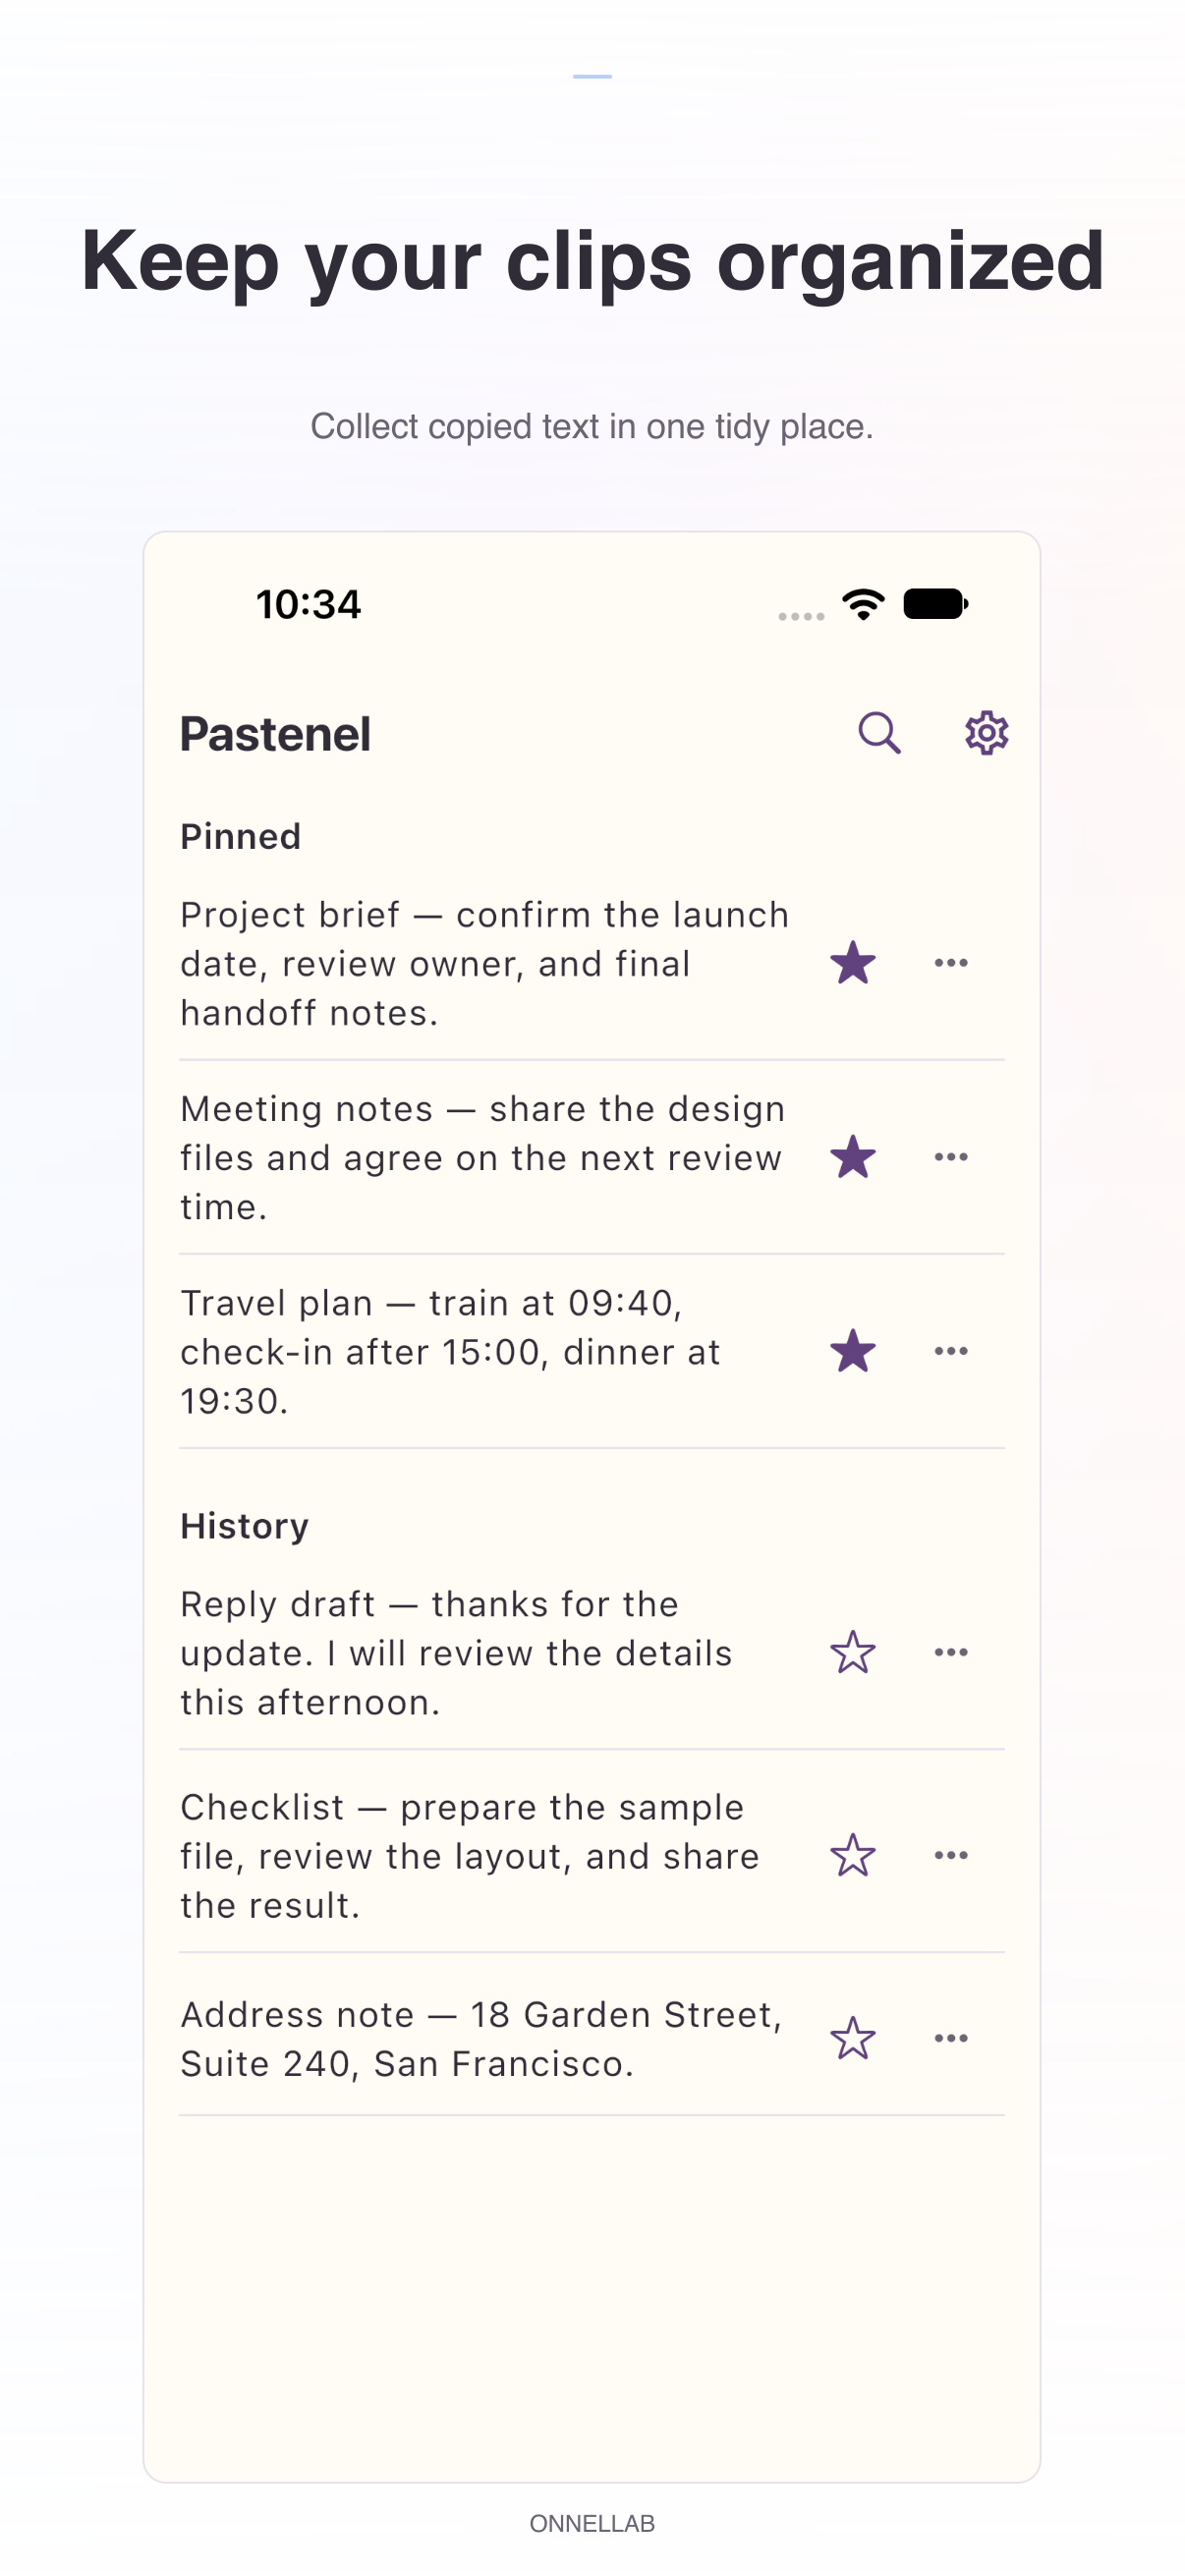 Keep your clips organized
Collect copied text in one tidy place.
10:34
Pastenel
Pinned
Project brief — confirm the launch
date, review owner, and final
handoff notes.
Meeting notes — share the design
files and agree on the next review
time.
Travel plan — train at 09:40,
check-in after 15:00, dinner at
19:30.
History
Reply draft — thanks for the
update. I will review the details
this afternoon.
Checklist — prepare the sample
file, review the layout, and share
the result.
Address note — 18 Garden Street,
Suite 240, San Francisco.
ONNELLAB